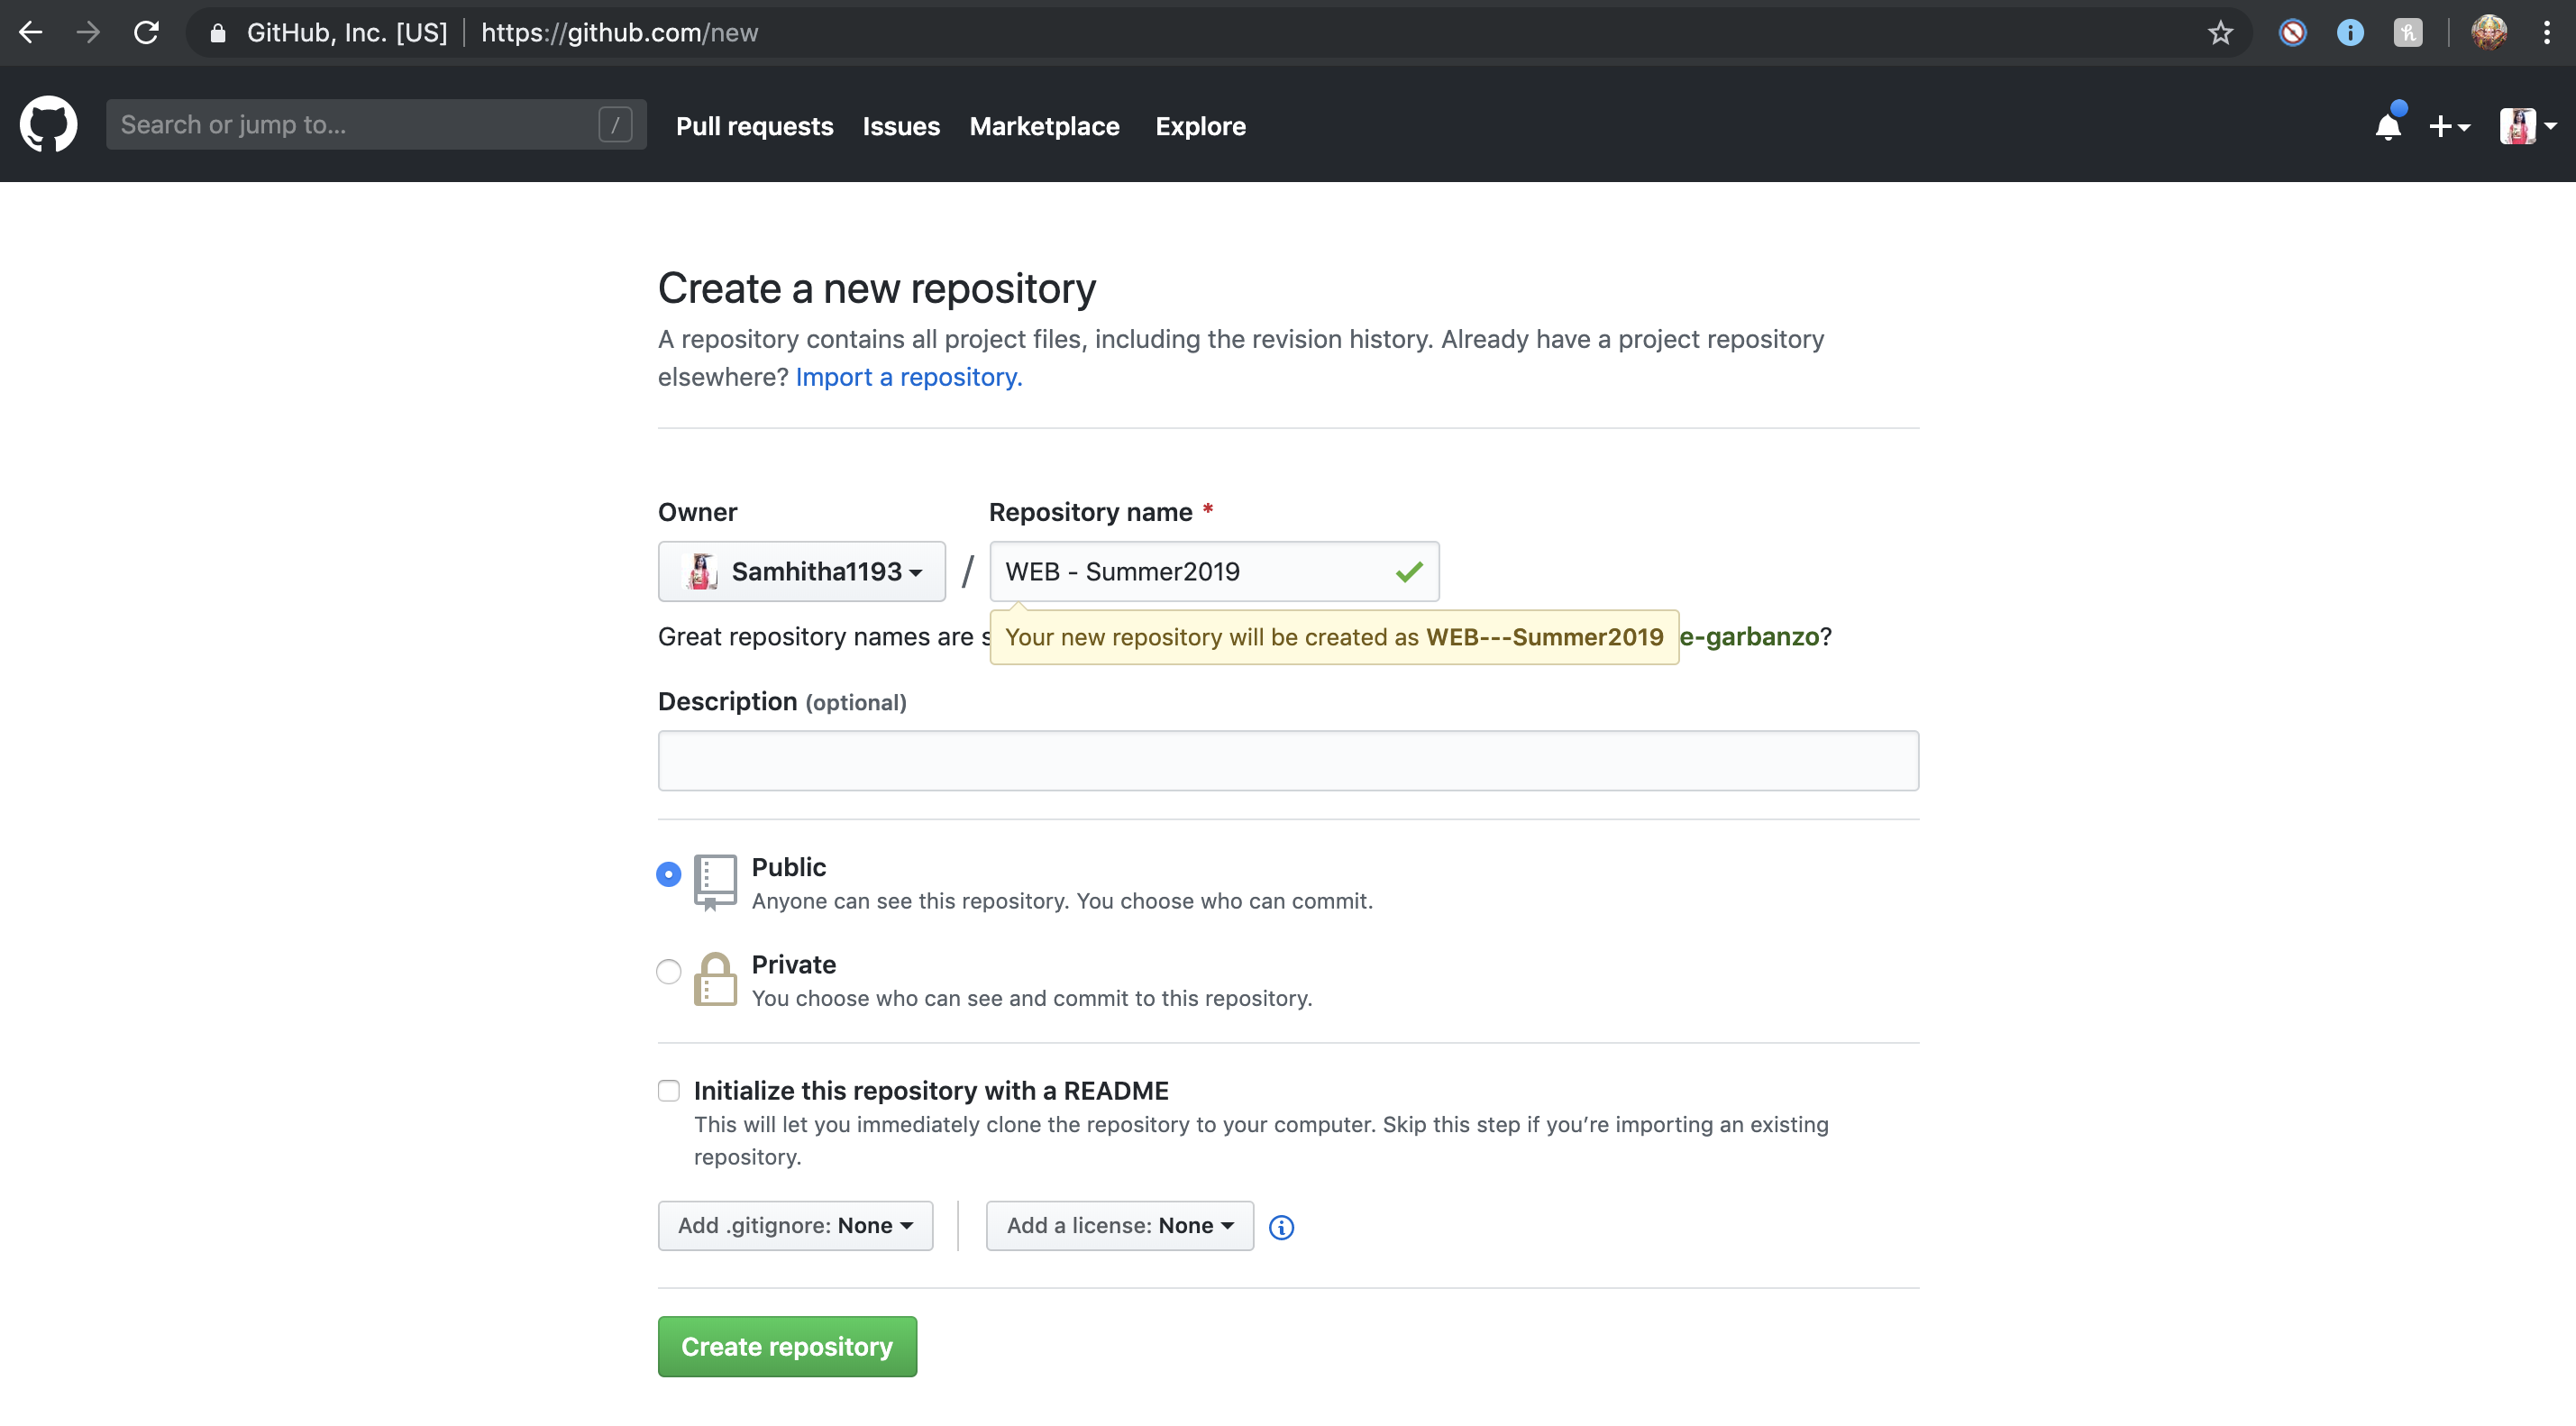 GitHub, Inc. [US] https://github.com/new
Search or jump to... /
Pull requests Issues Marketplace Explore
Create a new repository
A repository contains all project files, including the revision history. Already have a project repository
elsewhere? Import a repository.
Owner Repository name *
Samhitha1193 / WEB - Summer2019
Great repository names are s
Your new repository will be created as WEB---Summer2019
e-garbanzo?
Description (optional)
Public
Anyone can see this repository. You choose who can commit.
Private
You choose who can see and commit to this repository.
Initialize this repository with a README
This will let you immediately clone the repository to your computer. Skip this step if you’re importing an existing
repository.
Add .gitignore: None Add a license: None
Create repository